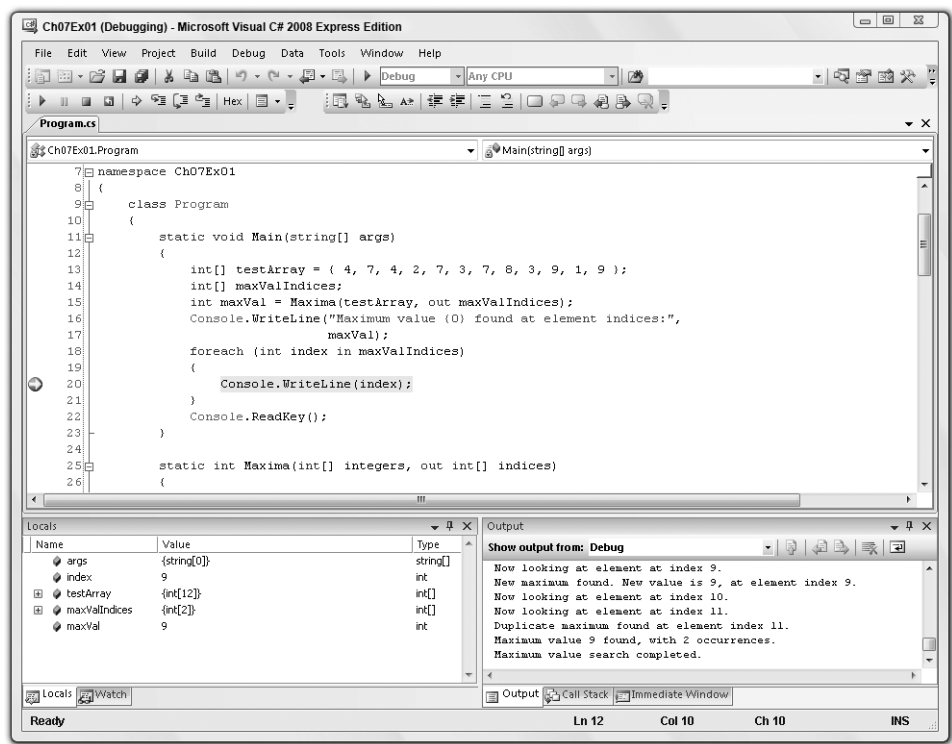 Ch07Ex01 (Debugging) - Microsoft Visual C# 2008 Express Edition
File Edit View Project Build Debug Data Tools Window Help
Debug Any CPU
Hex
Program.cs
Ch07Ex01.Program Main(string[] args)
7 namespace Ch07Ex01
8 {
9 class Program
10 {
11 static void Main(string[] args)
12 {
13 int[] testArray = { 4, 7, 4, 2, 7, 3, 7, 8, 3, 9, 1, 9 };
14 int[] maxValIndices;
15 int maxVal = Maxima(testArray, out maxValIndices);
16 Console.WriteLine("Maximum value {0} found at element indices:",
17 maxVal);
18 foreach (int index in maxValIndices)
19 {
20 Console.WriteLine(index);
21 }
22 Console.ReadKey();
23 }
24
25 static int Maxima(int[] integers, out int[] indices)
26 {
Locals
Name Value Type
args {string[0]} string[]
index 9 int
testArray {int[12]} int[]
maxValIndices {int[2]} int[]
maxVal 9 int
Locals Watch
Output
Show output from: Debug
Now looking at element at index 9.
New maximum found. New value is 9, at element index 9.
Now looking at element at index 10.
Now looking at element at index 11.
Duplicate maximum found at element index 11.
Maximum value 9 found, with 2 occurrences.
Maximum value search completed.
Output Call Stack Immediate Window
Ready Ln 12 Col 10 Ch 10 INS